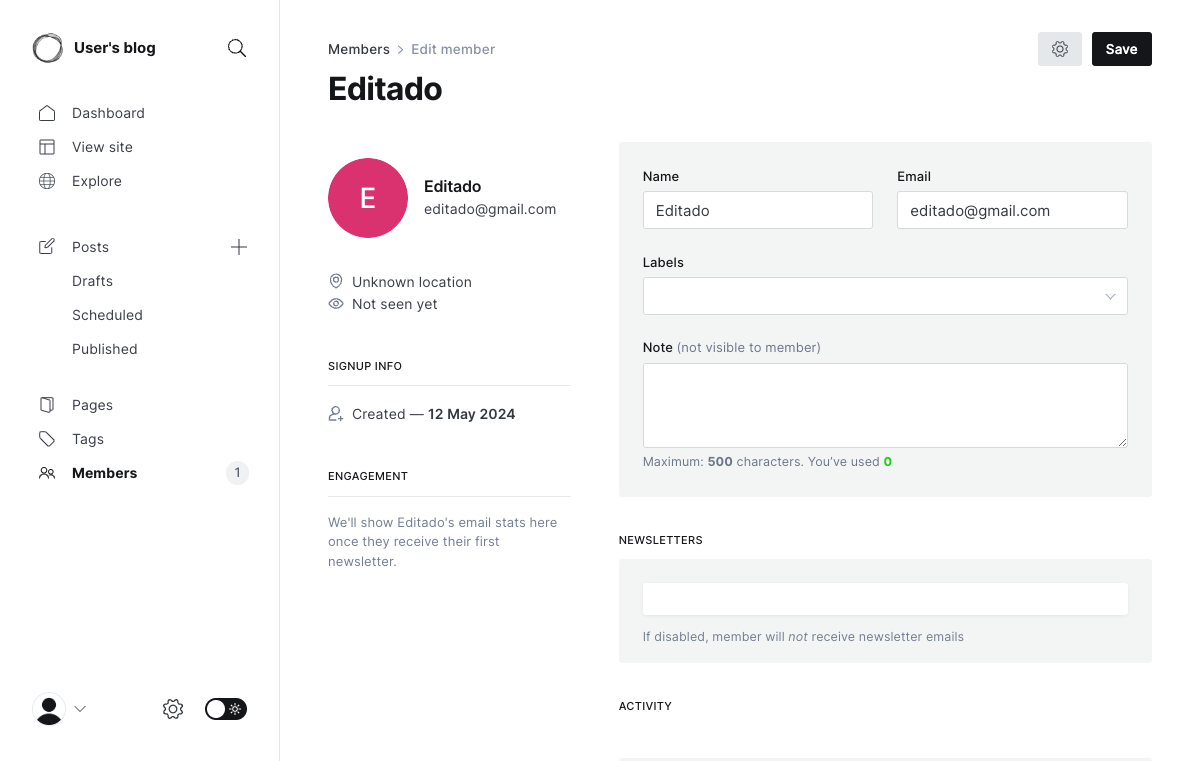 User's blog
Dashboard
View site
Explore
Posts
Drafts
Scheduled
Published
Pages
Tags
Members 1
Members > Edit member
Save
Editado
E
Editado
editado@gmail.com
Unknown location
Not seen yet
SIGNUP INFO
Created — 12 May 2024
ENGAGEMENT
We'll show Editado's email stats here
once they receive their first
newsletter.
Name
Editado
Email
editado@gmail.com
Labels
Note (not visible to member)
Maximum: 500 characters. You’ve used 0
NEWSLETTERS
If disabled, member will not receive newsletter emails
ACTIVITY